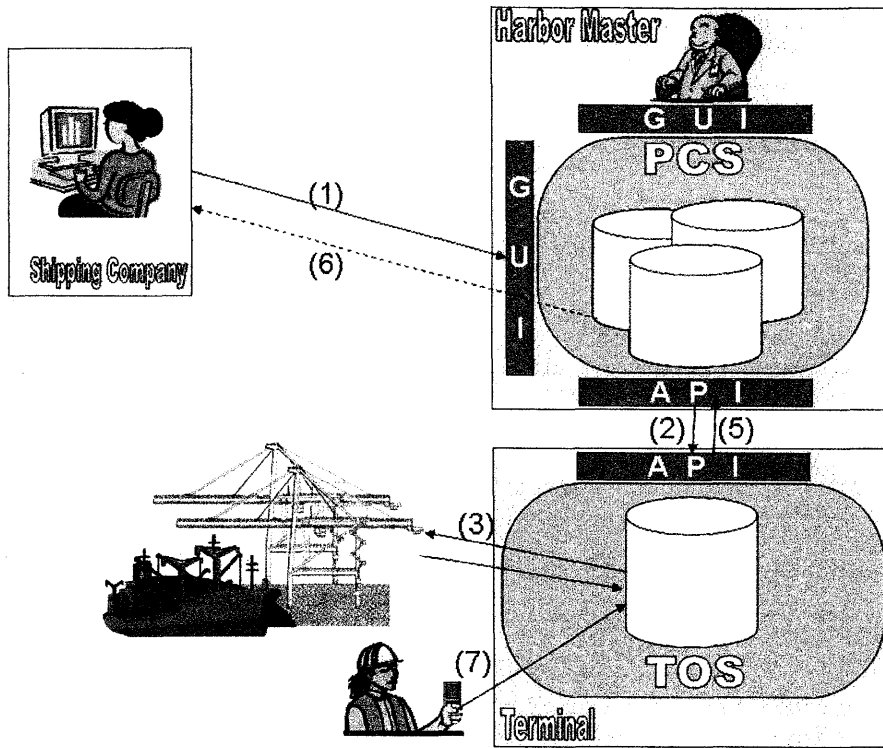 Harbor Master
G U I
PCS
G
U
I
(1)
(6)
Shipping Company
A P I
(2)
(5)
A P I
(3)
(7)
TOS
Terminal